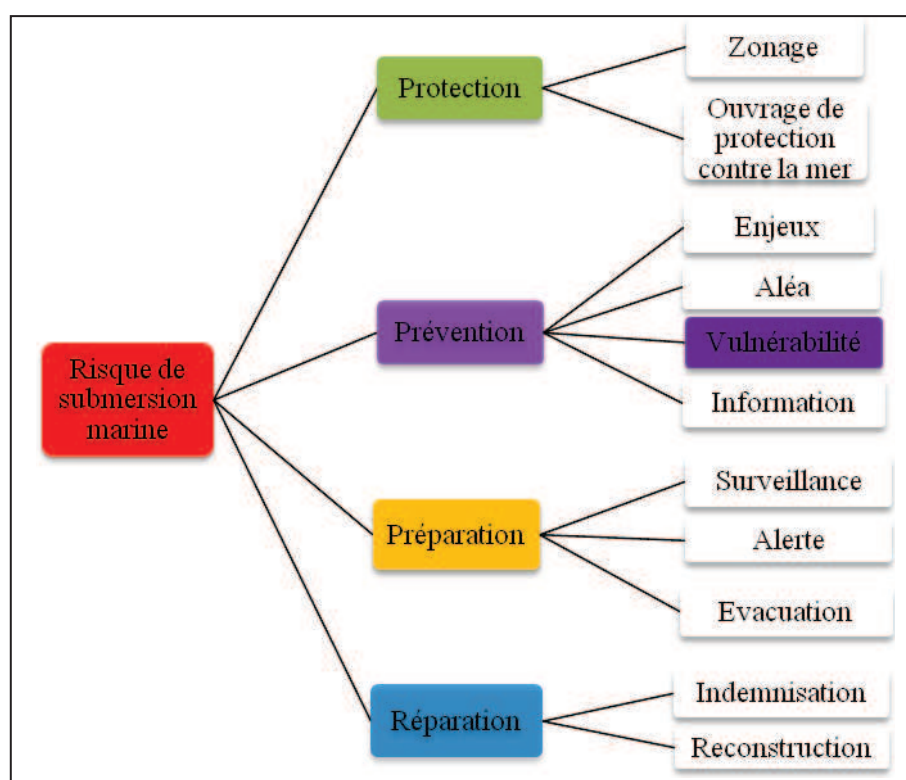 Risque de
submersion
marine
Protection
Zonage
Ouvrage de
protection
contre la mer
Prévention
Enjeux
Aléa
Vulnérabilité
Information
Préparation
Surveillance
Alerte
Evacuation
Réparation
Indemnisation
Reconstruction